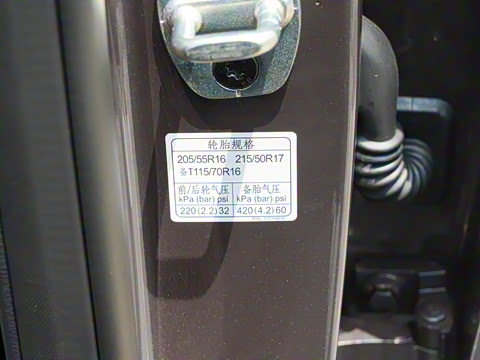 轮胎规格
205/55R16 215/50R17
备T115/70R16
前/后轮气压 备胎气压
kPa (bar) psi kPa (bar) psi
220 (2.2) 32 420 (4.2) 60